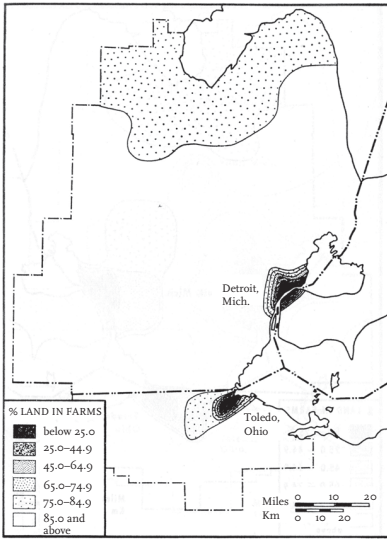 Detroit,
Mich.
Toledo,
Ohio
% LAND IN FARMS
below 25.0
25.0–44.9
45.0–64.9
65.0–74.9
75.0–84.9
85.0 and
above
Miles 0 10 20
Km 0 10 20